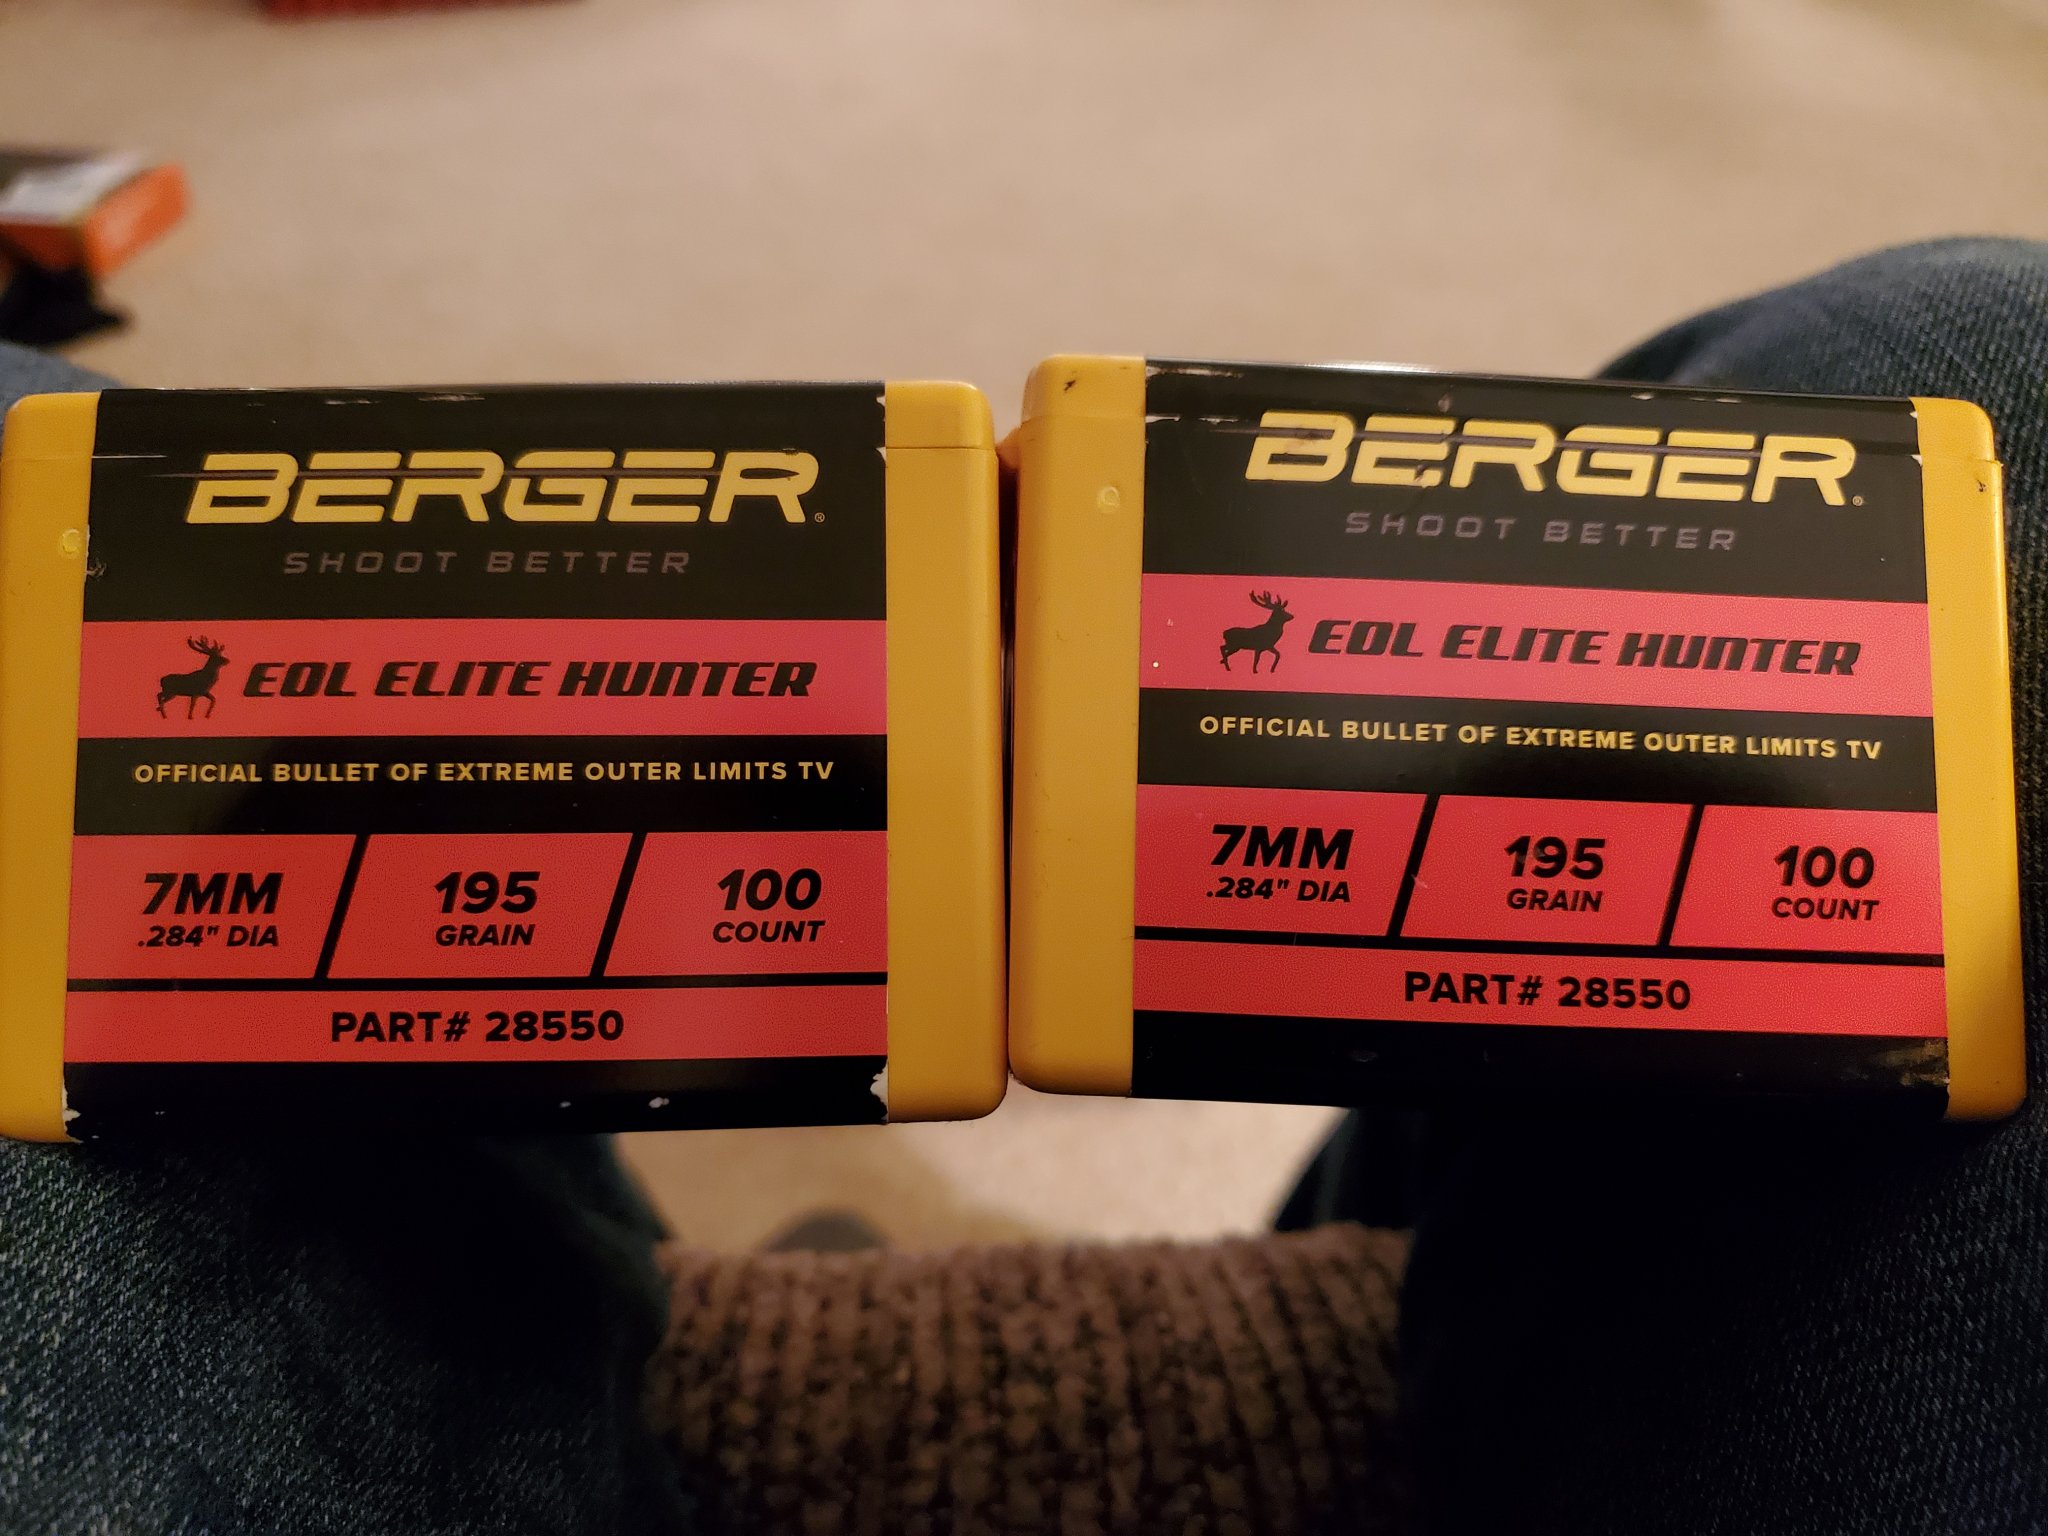 BERGER®
SHOOT BETTER
EOL ELITE HUNTER
OFFICIAL BULLET OF EXTREME OUTER LIMITS TV
7MM
.284" DIA
195
GRAIN
100
COUNT
PART# 28550
BERGER®
SHOOT BETTER
EOL ELITE HUNTER
OFFICIAL BULLET OF EXTREME OUTER LIMITS TV
7MM
.284" DIA
195
GRAIN
100
COUNT
PART# 28550